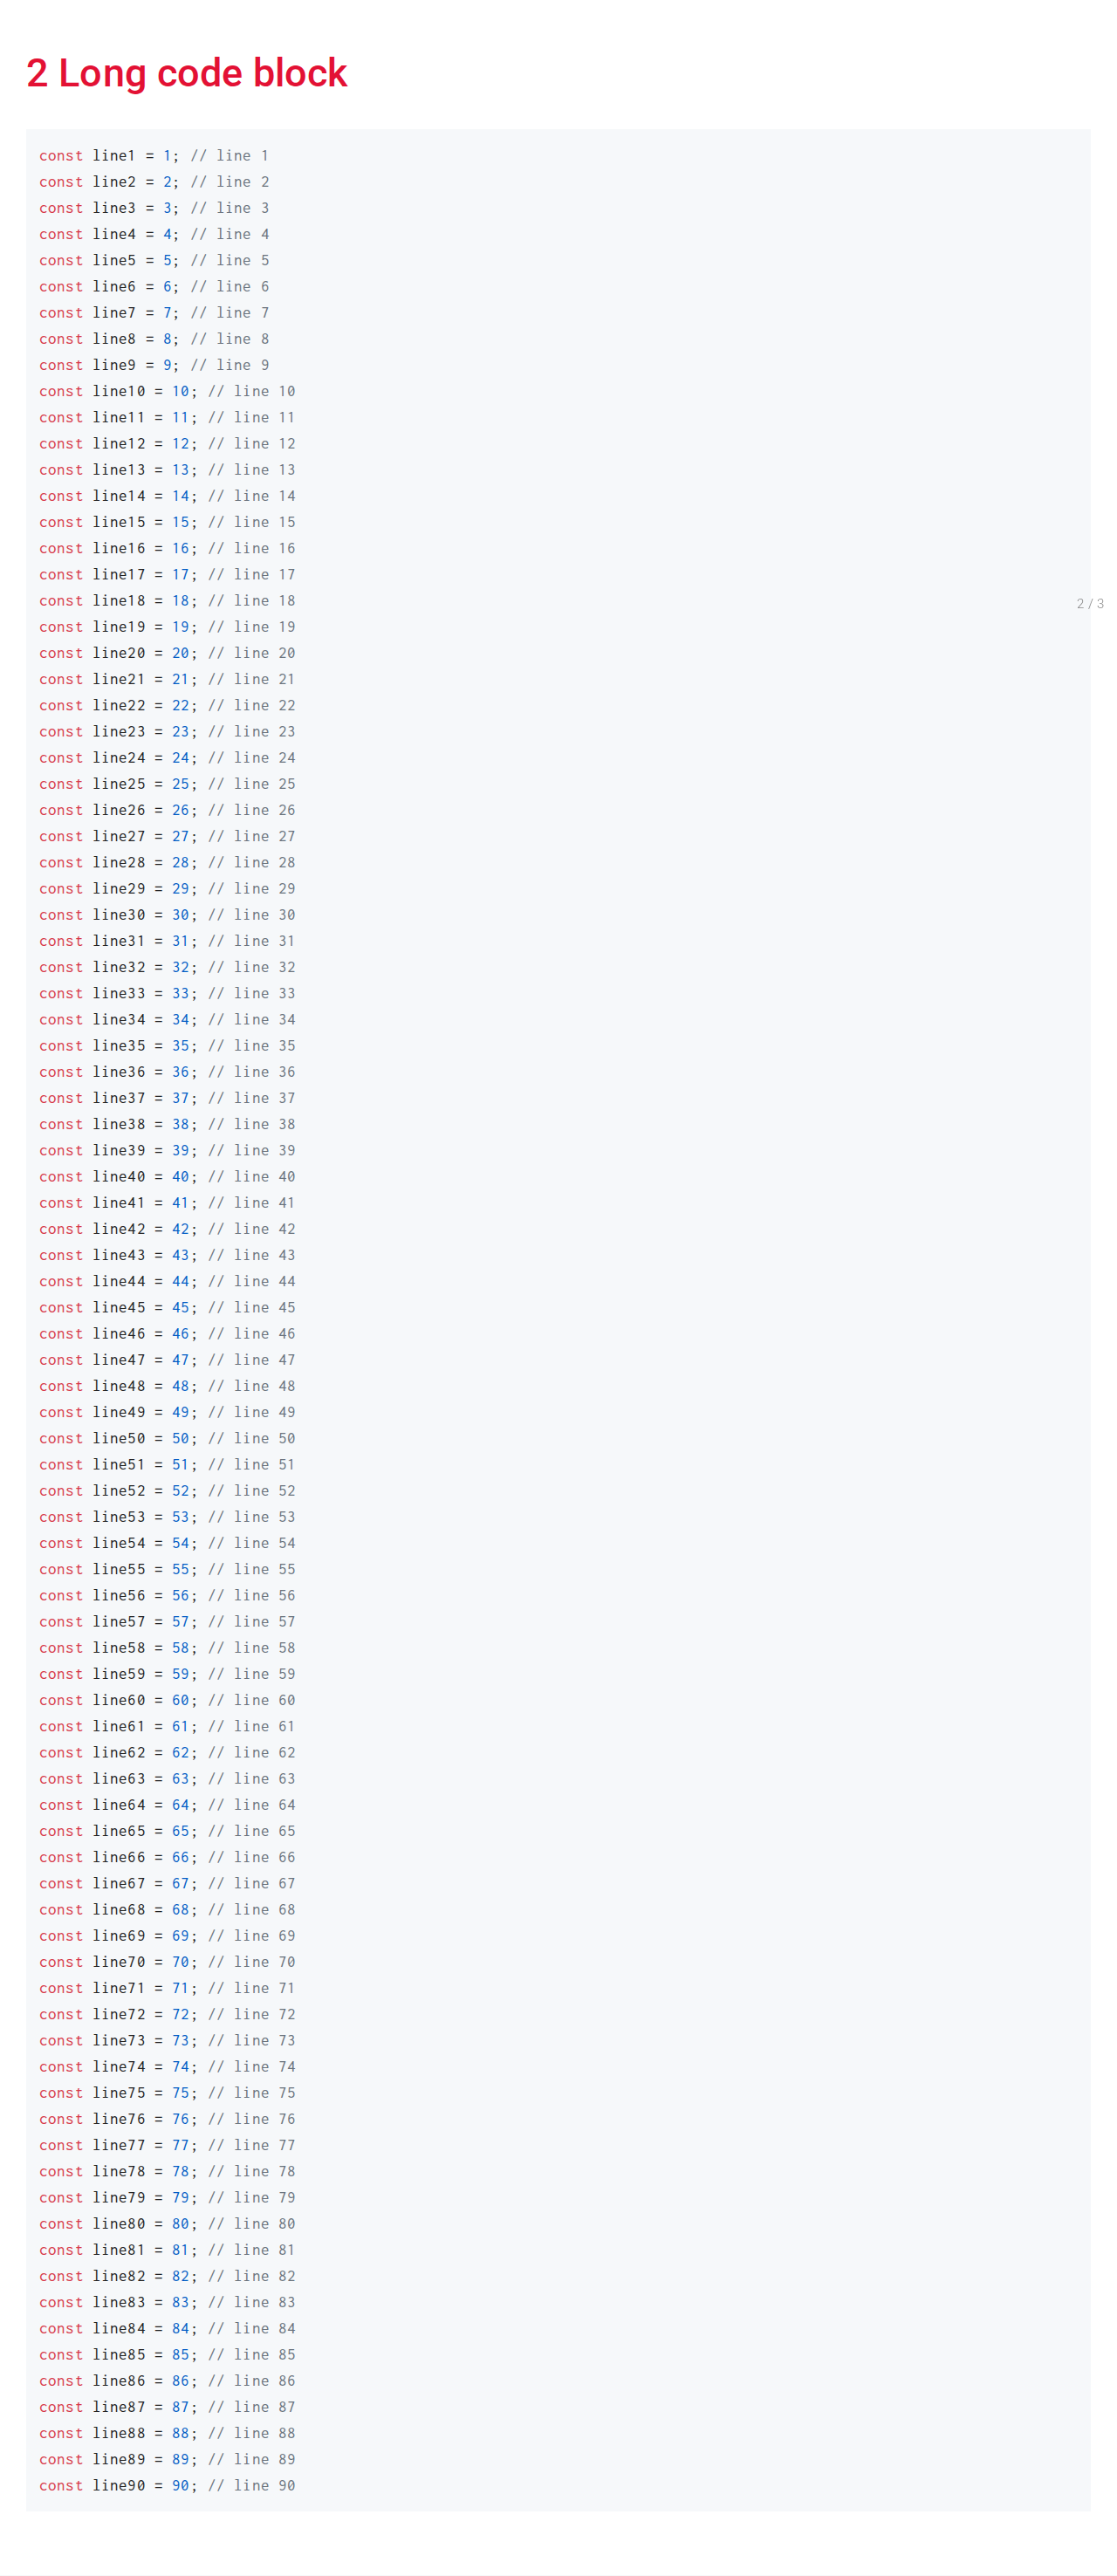 2 Long code block
const line1 = 1; // line 1
const line2 = 2; // line 2
const line3 = 3; // line 3
const line4 = 4; // line 4
const line5 = 5; // line 5
const line6 = 6; // line 6
const line7 = 7; // line 7
const line8 = 8; // line 8
const line9 = 9; // line 9
const line10 = 10; // line 10
const line11 = 11; // line 11
const line12 = 12; // line 12
const line13 = 13; // line 13
const line14 = 14; // line 14
const line15 = 15; // line 15
const line16 = 16; // line 16
const line17 = 17; // line 17
const line18 = 18; // line 18
2 / 3
const line19 = 19; // line 19
const line20 = 20; // line 20
const line21 = 21; // line 21
const line22 = 22; // line 22
const line23 = 23; // line 23
const line24 = 24; // line 24
const line25 = 25; // line 25
const line26 = 26; // line 26
const line27 = 27; // line 27
const line28 = 28; // line 28
const line29 = 29; // line 29
const line30 = 30; // line 30
const line31 = 31; // line 31
const line32 = 32; // line 32
const line33 = 33; // line 33
const line34 = 34; // line 34
const line35 = 35; // line 35
const line36 = 36; // line 36
const line37 = 37; // line 37
const line38 = 38; // line 38
const line39 = 39; // line 39
const line40 = 40; // line 40
const line41 = 41; // line 41
const line42 = 42; // line 42
const line43 = 43; // line 43
const line44 = 44; // line 44
const line45 = 45; // line 45
const line46 = 46; // line 46
const line47 = 47; // line 47
const line48 = 48; // line 48
const line49 = 49; // line 49
const line50 = 50; // line 50
const line51 = 51; // line 51
const line52 = 52; // line 52
const line53 = 53; // line 53
const line54 = 54; // line 54
const line55 = 55; // line 55
const line56 = 56; // line 56
const line57 = 57; // line 57
const line58 = 58; // line 58
const line59 = 59; // line 59
const line60 = 60; // line 60
const line61 = 61; // line 61
const line62 = 62; // line 62
const line63 = 63; // line 63
const line64 = 64; // line 64
const line65 = 65; // line 65
const line66 = 66; // line 66
const line67 = 67; // line 67
const line68 = 68; // line 68
const line69 = 69; // line 69
const line70 = 70; // line 70
const line71 = 71; // line 71
const line72 = 72; // line 72
const line73 = 73; // line 73
const line74 = 74; // line 74
const line75 = 75; // line 75
const line76 = 76; // line 76
const line77 = 77; // line 77
const line78 = 78; // line 78
const line79 = 79; // line 79
const line80 = 80; // line 80
const line81 = 81; // line 81
const line82 = 82; // line 82
const line83 = 83; // line 83
const line84 = 84; // line 84
const line85 = 85; // line 85
const line86 = 86; // line 86
const line87 = 87; // line 87
const line88 = 88; // line 88
const line89 = 89; // line 89
const line90 = 90; // line 90